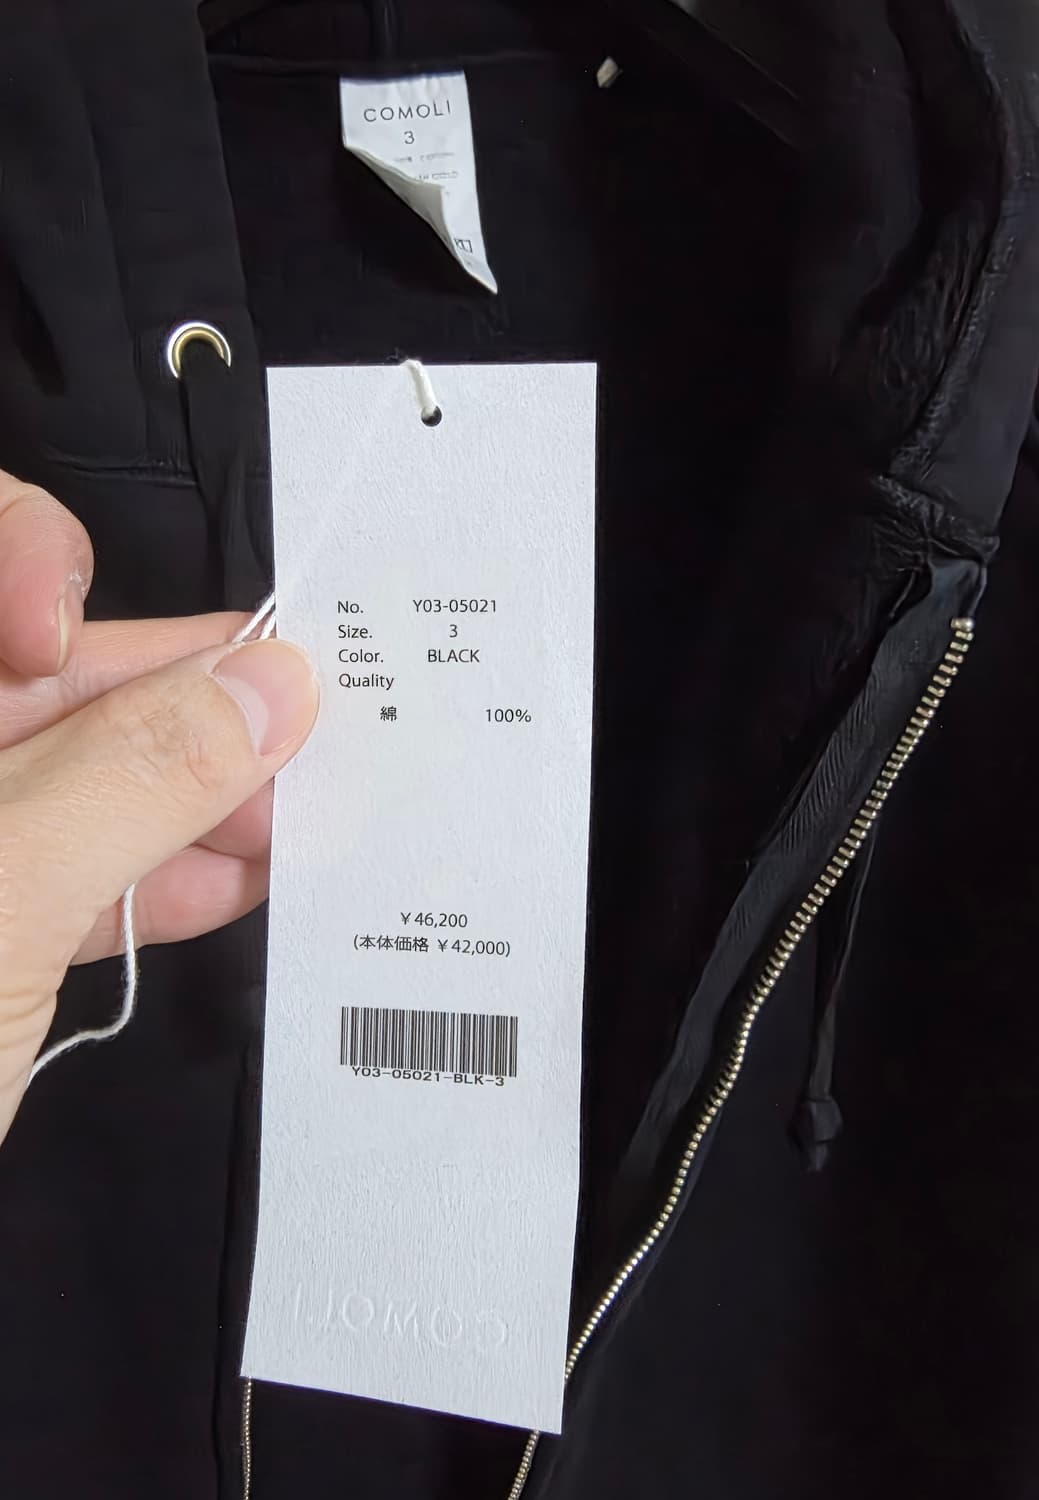 COMOLI
3
No. Y03-05021
Size. 3
Color. BLACK
Quality
綿 100%
¥46,200
(本体価格 ¥42,000)
Y03-05021-BLK-3
COMOLI